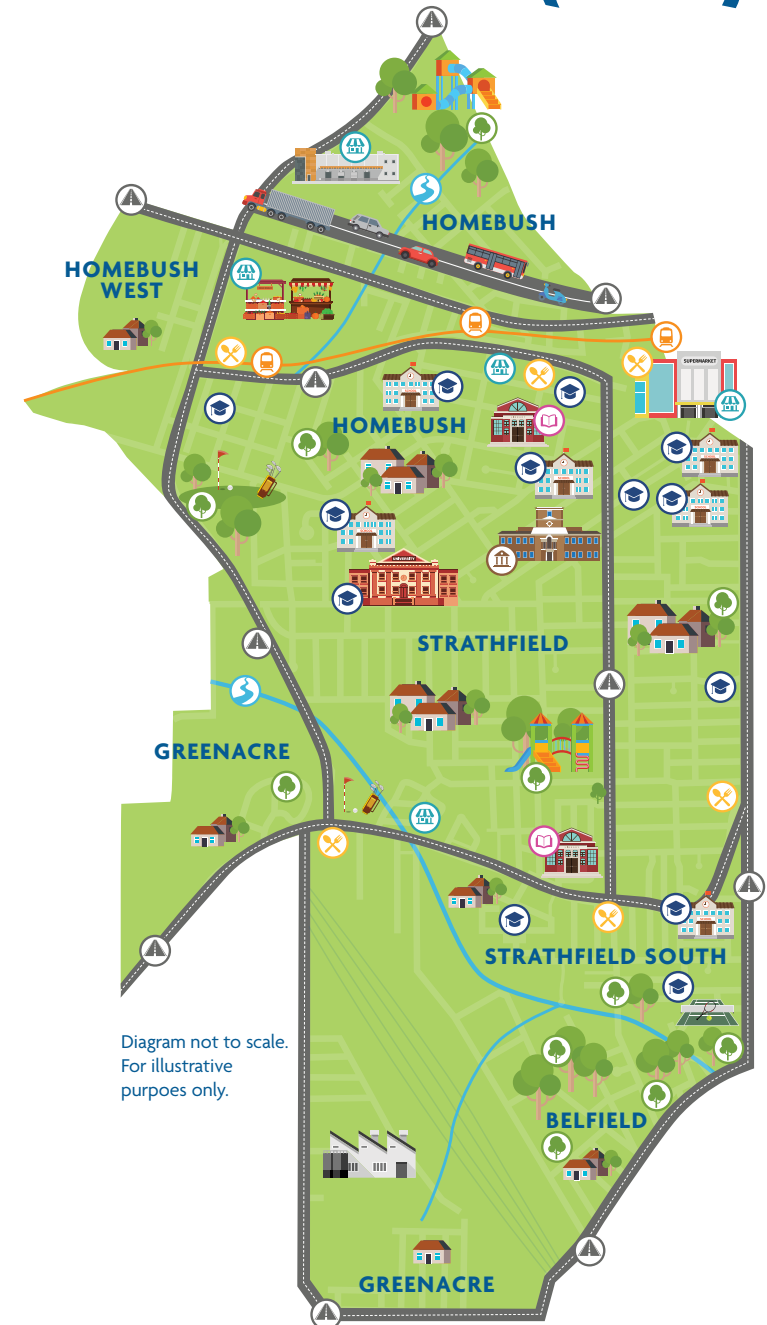 HOMEBUSH
HOMEBUSH
WEST
SUPERMARKET
HOMEBUSH
UNIVERSITY
STRATHFIELD
GREENACRE
STRATHFIELD SOUTH
Diagram not to scale.
For illustrative
purpoes only.
BELFIELD
GREENACRE